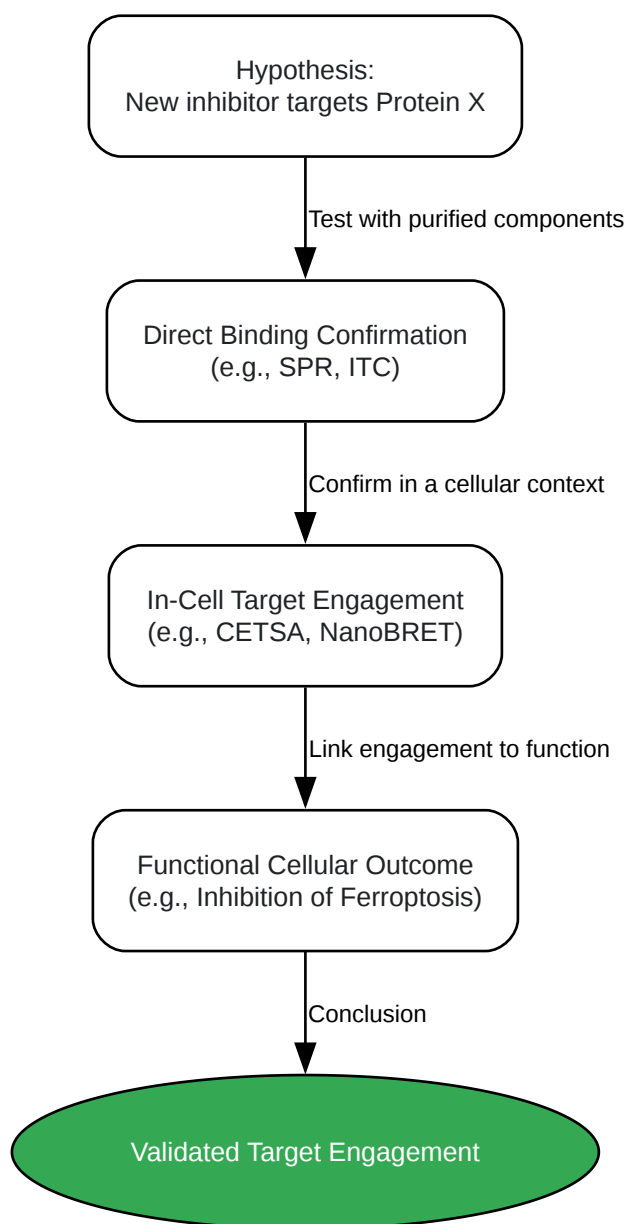 Hypothesis:
New inhibitor targets Protein X
Test with purified components
Direct Binding Confirmation
(e.g., SPR, ITC)
Confirm in a cellular context
In-Cell Target Engagement
(e.g., CETSA, NanoBRET)
Link engagement to function
Functional Cellular Outcome
(e.g., Inhibition of Ferroptosis)
Conclusion
Validated Target Engagement